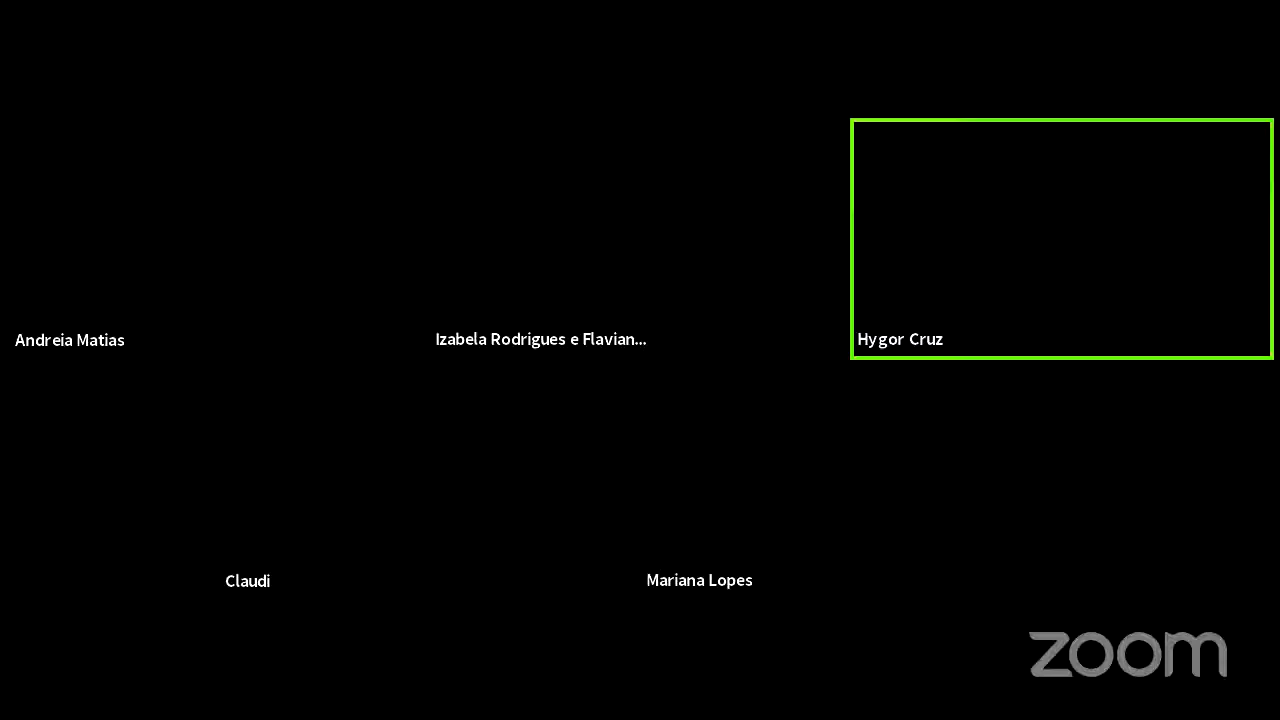 Andreia Matias
Izabela Rodrigues e Flavian...
Hygor Cruz
Claudi
Mariana Lopes
zoom